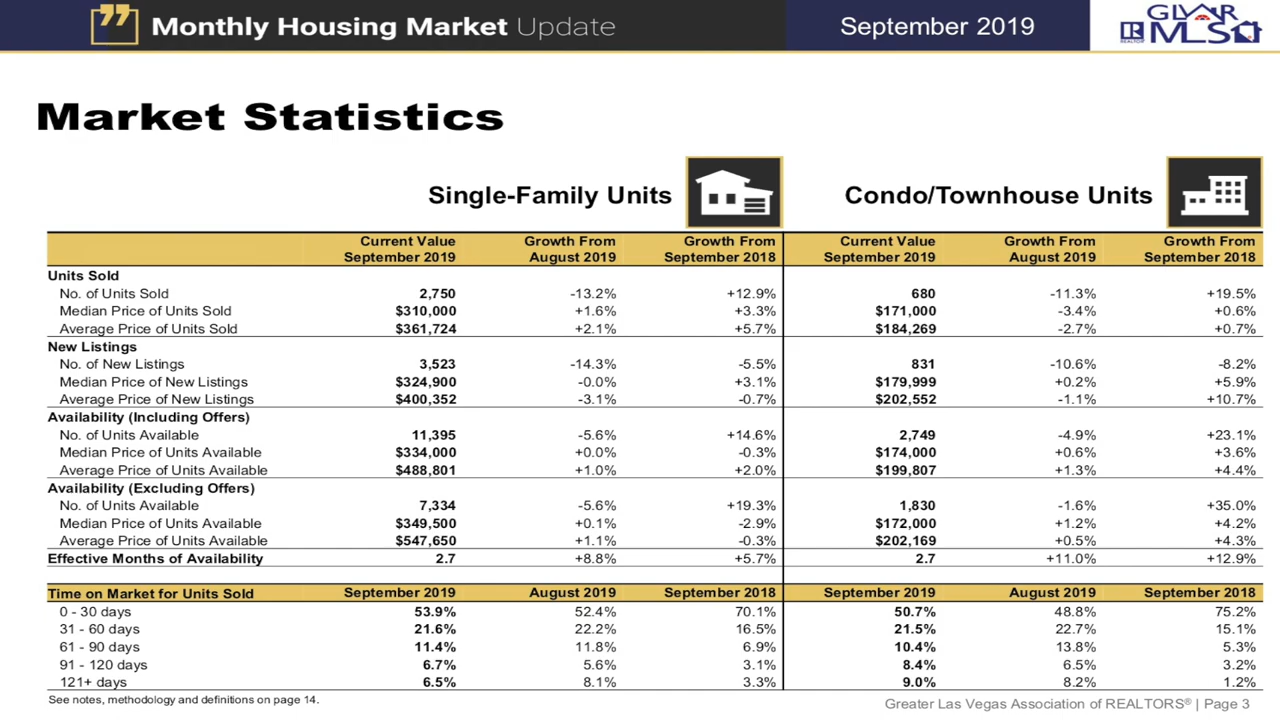 Monthly Housing Market Update
September 2019
GLVAR
REALTOR MLS
Market Statistics
Single-Family Units Condo/Townhouse Units
Current Value Growth From Growth From Current Value Growth From Growth From
September 2019 August 2019 September 2018 September 2019 August 2019 September 2018
Units Sold
No. of Units Sold 2,750 -13.2% +12.9% 680 -11.3% +19.5%
Median Price of Units Sold $310,000 +1.6% +3.3% $171,000 -3.4% +0.6%
Average Price of Units Sold $361,724 +2.1% +5.7% $184,269 -2.7% +0.7%
New Listings
No. of New Listings 3,523 -14.3% -5.5% 831 -10.6% -8.2%
Median Price of New Listings $324,900 -0.0% +3.1% $179,999 +0.2% +5.9%
Average Price of New Listings $400,352 -3.1% -0.7% $202,552 -1.1% +10.7%
Availability (Including Offers)
No. of Units Available 11,395 -5.6% +14.6% 2,749 -4.9% +23.1%
Median Price of Units Available $334,000 +0.0% -0.3% $174,000 +0.6% +3.6%
Average Price of Units Available $488,801 +1.0% +2.0% $199,807 +1.3% +4.4%
Availability (Excluding Offers)
No. of Units Available 7,334 -5.6% +19.3% 1,830 -1.6% +35.0%
Median Price of Units Available $349,500 +0.1% -2.9% $172,000 +1.2% +4.2%
Average Price of Units Available $547,650 +1.1% -0.3% $202,169 +0.5% +4.3%
Effective Months of Availability 2.7 +8.8% +5.7% 2.7 +11.0% +12.9%
Time on Market for Units Sold September 2019 August 2019 September 2018 September 2019 August 2019 September 2018
0 - 30 days 53.9% 52.4% 70.1% 50.7% 48.8% 75.2%
31 - 60 days 21.6% 22.2% 16.5% 21.5% 22.7% 15.1%
61 - 90 days 11.4% 11.8% 6.9% 10.4% 13.8% 5.3%
91 - 120 days 6.7% 5.6% 3.1% 8.4% 6.5% 3.2%
121+ days 6.5% 8.1% 3.3% 9.0% 8.2% 1.2%
See notes, methodology and definitions on page 14.
Greater Las Vegas Association of REALTORS® | Page 3